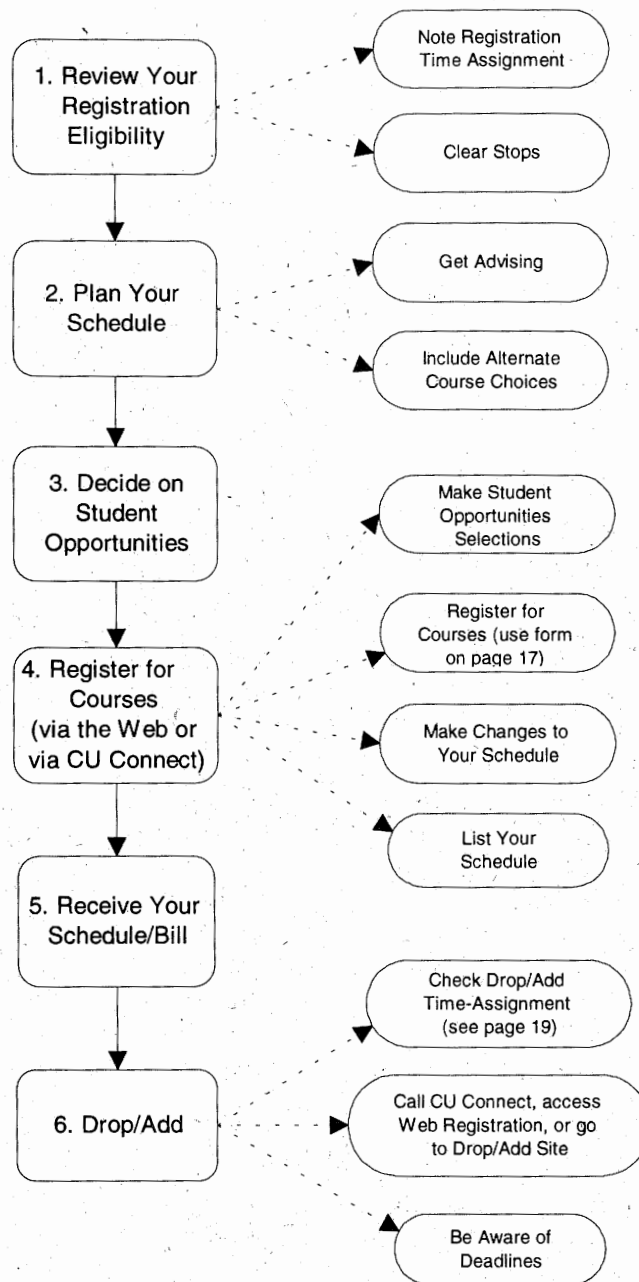 1. Review Your
Registration
Eligibility
Note Registration
Time Assignment
Clear Stops
2. Plan Your
Schedule
Get Advising
Include Alternate
Course Choices
3. Decide on
Student
Opportunities
4. Register for
Courses
(via the Web or
via CU Connect)
Make Student
Opportunities
Selections
Register for
Courses (use form
on page 17)
Make Changes to
Your Schedule
List Your
Schedule
5. Receive Your
Schedule/Bill
6. Drop/Add
Check Drop/Add
Time-Assignment
(see page 19)
Call CU Connect, access
Web Registration, or go
to Drop/Add Site
Be Aware of
Deadlines